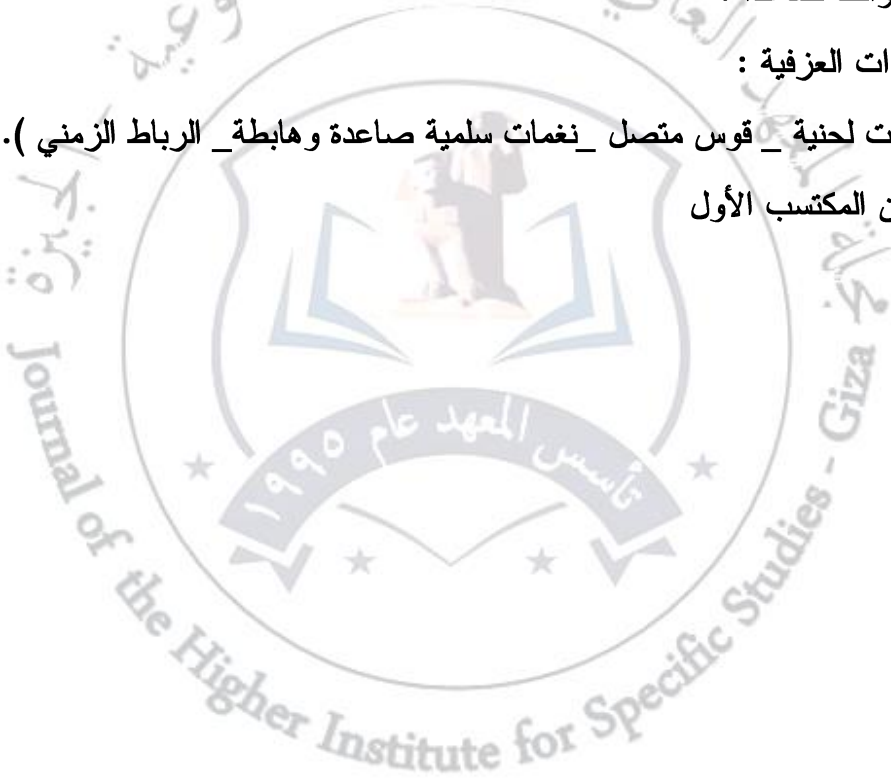 ات العزفية :
ت لحنية _ قوس متصل _نغمات سلمية صاعدة وهابطة_ الرباط الزمني ).
ن المكتسب الأول
تأسس المعهد عام ١٩٩٥
Journal of the Higher Institute for Specific Studies - Giza